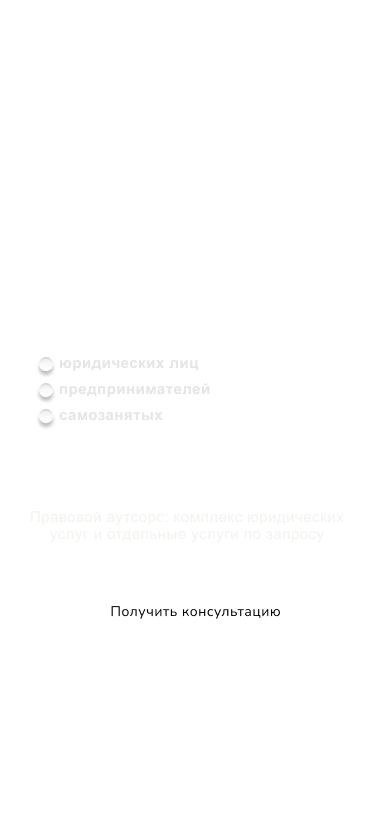 юридических лиц
предпринимателей
самозанятых
Правовой аутсорс: комплекс юридических
услуг и отдельные услуги по запросу
Получить консультацию